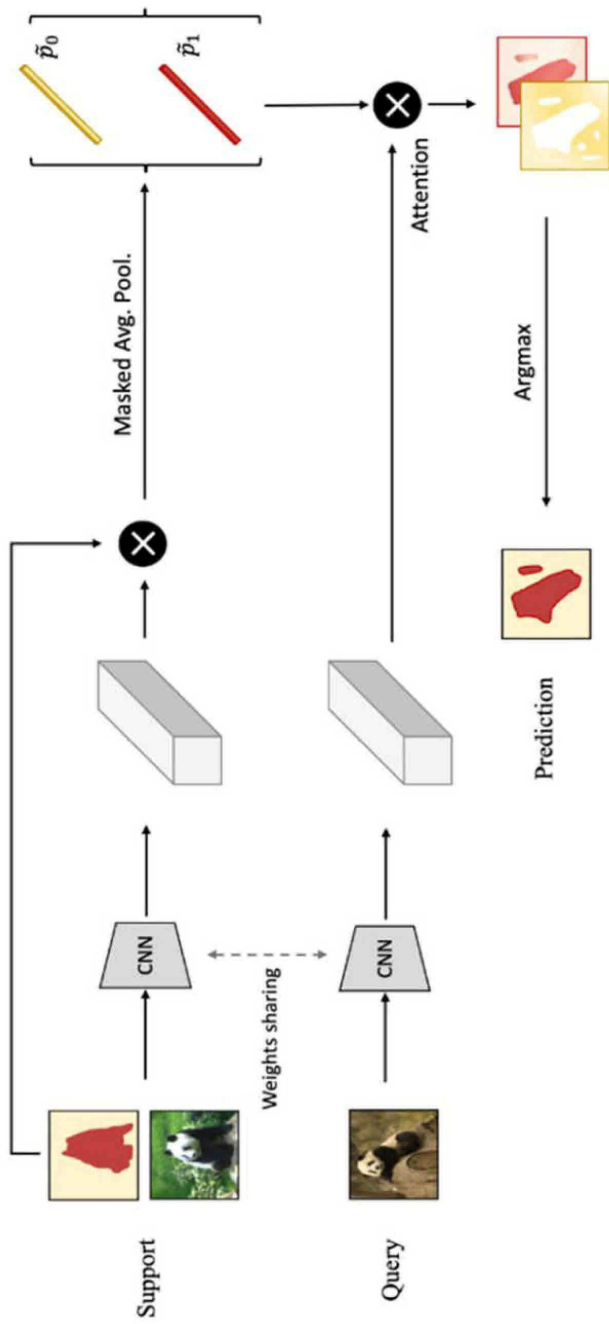 Support
CNN
Masked Avg. Pool.
p̃₀
p̃₁
Weights sharing
Query
CNN
Attention
Argmax
Prediction